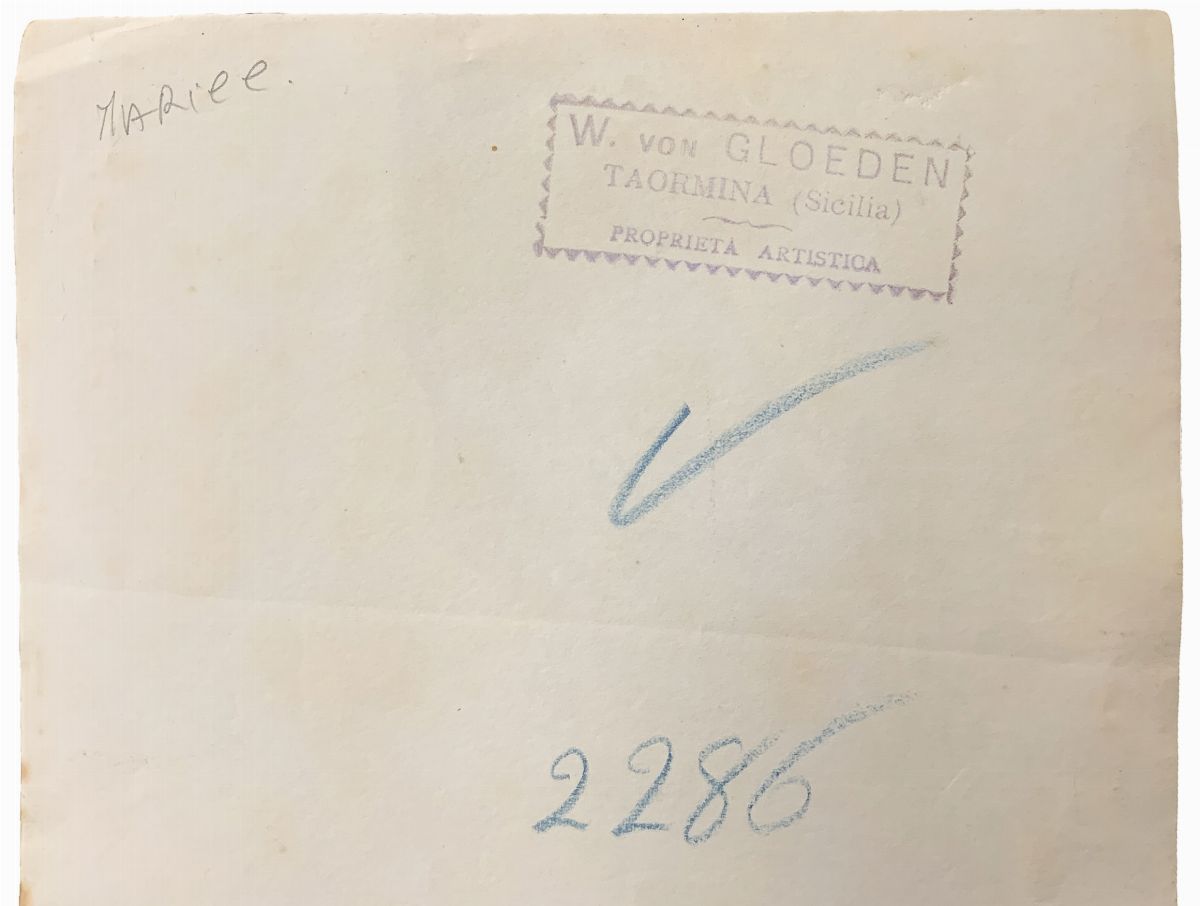 MARiee.
W. VON GLOEDEN
TAORMINA (Sicilia)
PROPRIETÀ ARTISTICA
2286